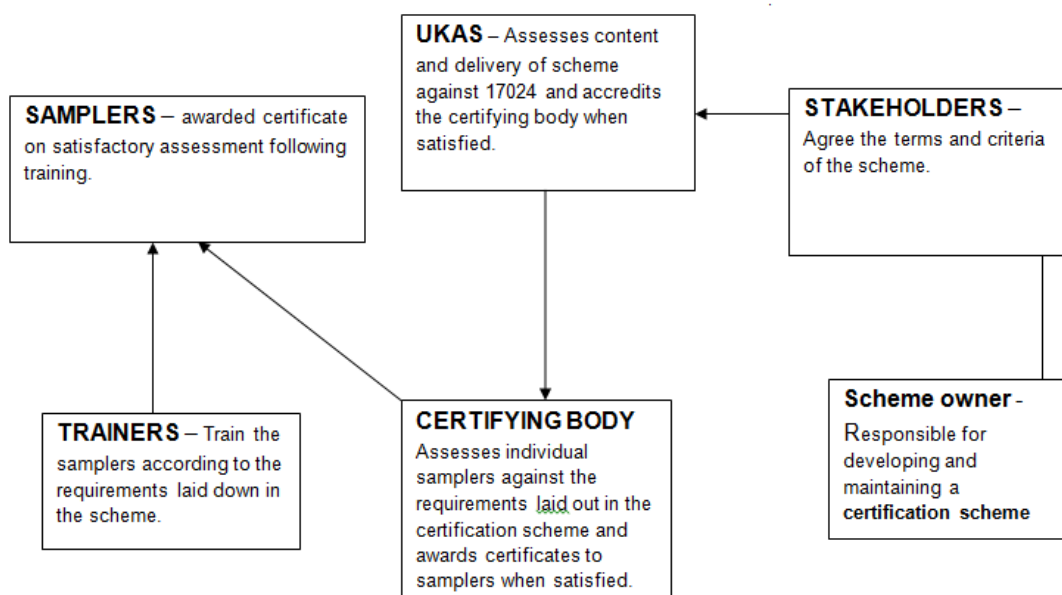 UKAS – Assesses content
and delivery of scheme
against 17024 and accredits
the certifying body when
satisfied.
SAMPLERS – awarded certificate
on satisfactory assessment following
training.
STAKEHOLDERS –
Agree the terms and criteria
of the scheme.
TRAINERS – Train the
samplers according to the
requirements laid down in
the scheme.
CERTIFYING BODY
Assesses individual
samplers against the
requirements laid out in the
certification scheme and
awards certificates to
samplers when satisfied.
Scheme owner -
Responsible for
developing and
maintaining a
certification scheme